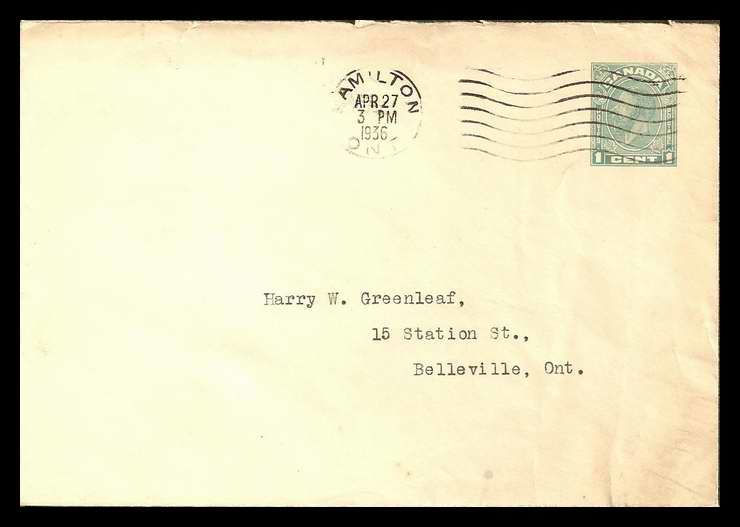 HAMILTON
APR 27
3 PM
1936
ONT.
CANADA
1 CENT 1
Harry W. Greenleaf,
15 Station St.,
Belleville, Ont.